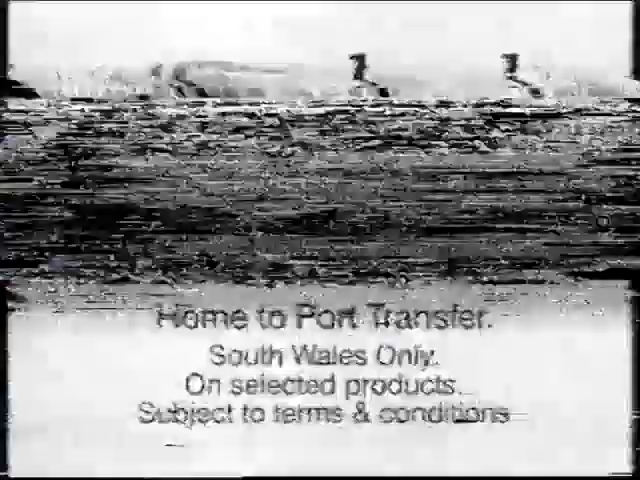 Home to Port Transfer.
South Wales Only.
On selected products.
Subject to terms & conditions